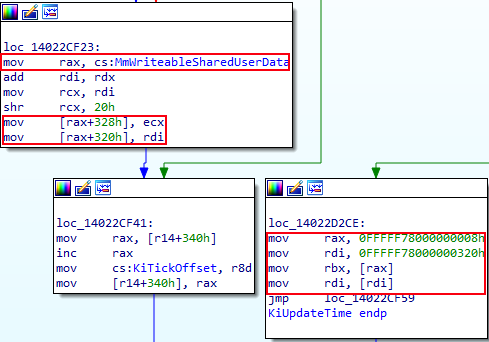 loc_14022CF23:
mov rax, cs:MmWriteableSharedUserData
add rdi, rdx
mov rcx, rdi
shr rcx, 20h
mov [rax+328h], ecx
mov [rax+320h], rdi
loc_14022CF41:
mov rax, [r14+340h]
inc rax
mov cs:KiTickOffset, r8d
mov [r14+340h], rax
loc_14022D2CE:
mov rax, 0FFFFF78000000008h
mov rdi, 0FFFFF78000000320h
mov rbx, [rax]
mov rdi, [rdi]
jmp loc_14022CF59
KiUpdateTime endp